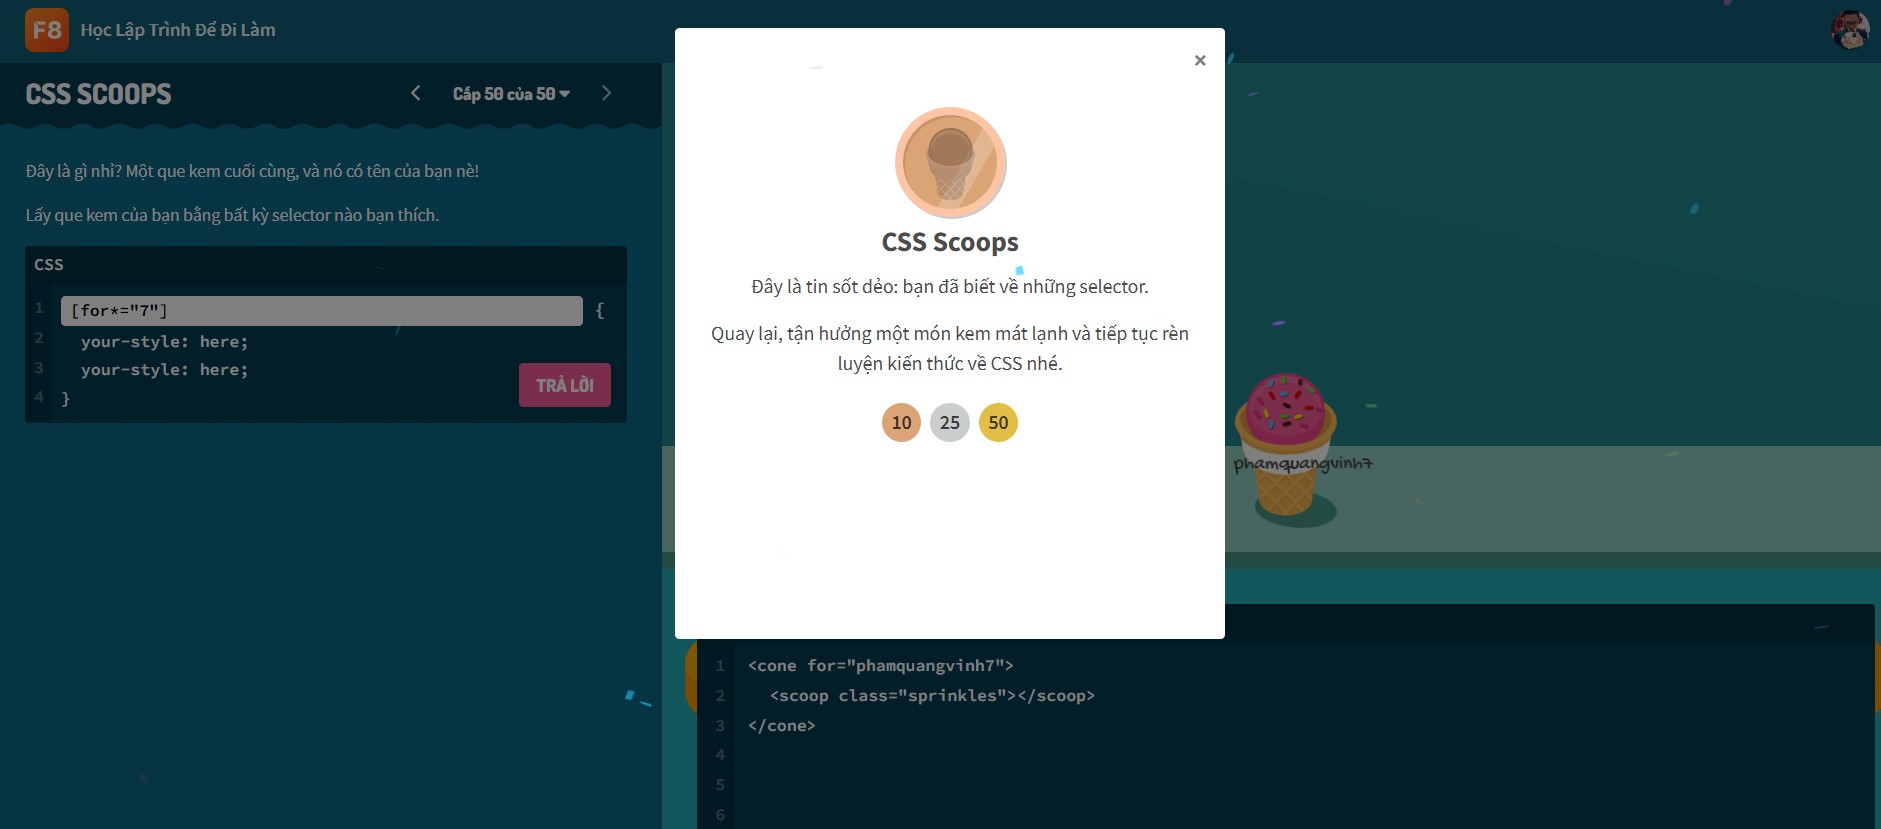 F8 Học Lập Trình Để Đi Làm
CSS SCOOPS
Cấp 50 của 50
Đây là gì nhỉ? Một que kem cuối cùng, và nó có tên của bạn nè!
Lấy que kem của bạn bằng bất kỳ selector nào bạn thích.
CSS
1 [for*="7"] {
2 your-style: here;
3 your-style: here;
4 }
TRẢ LỜI
×
CSS Scoops
Đây là tin sốt dẻo: bạn đã biết về những selector.
Quay lại, tận hưởng một món kem mát lạnh và tiếp tục rèn
luyện kiến thức về CSS nhé.
10 25 50
phamquangvinh7
1 <cone for="phamquangvinh7">
2 <scoop class="sprinkles"></scoop>
3 </cone>
4
5
6